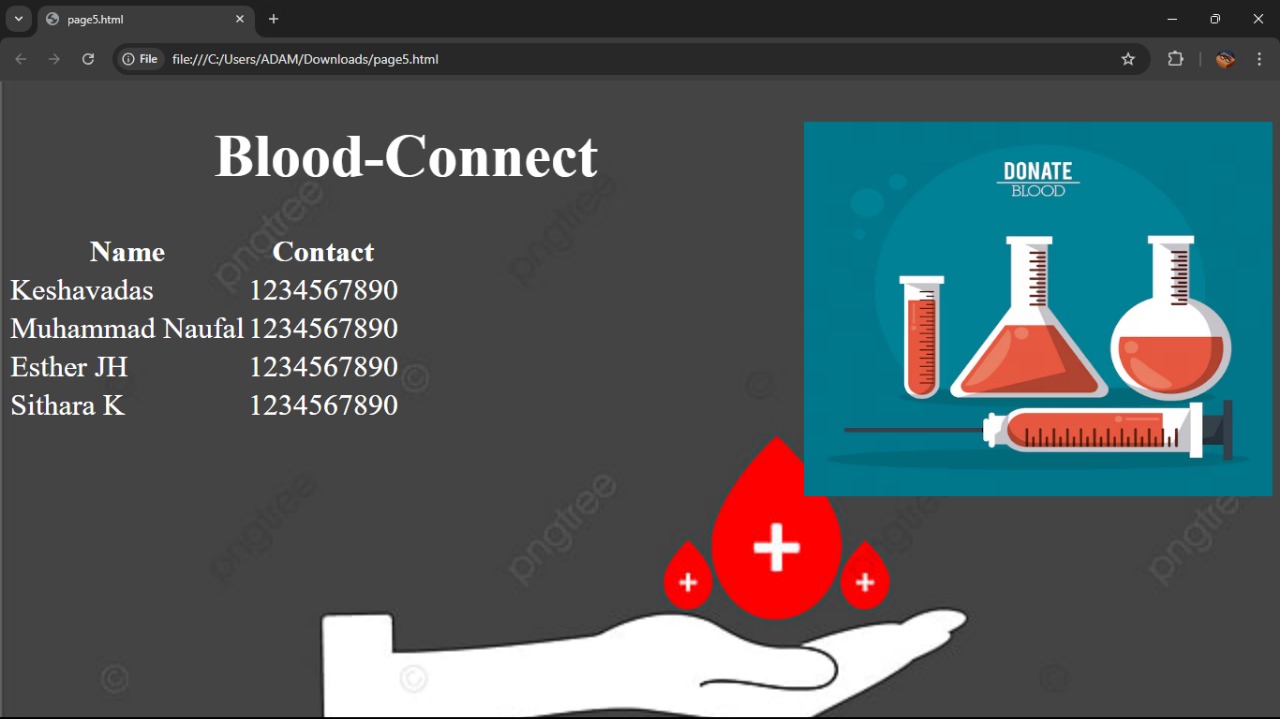 page5.html
File file:///C:/Users/ADAM/Downloads/page5.html
Blood-Connect
DONATE
BLOOD
Name Contact
Keshavadas 1234567890
Muhammad Naufal 1234567890
Esther JH 1234567890
Sithara K 1234567890
pngtree
pngtree
pngtree
pngtree
pngtree